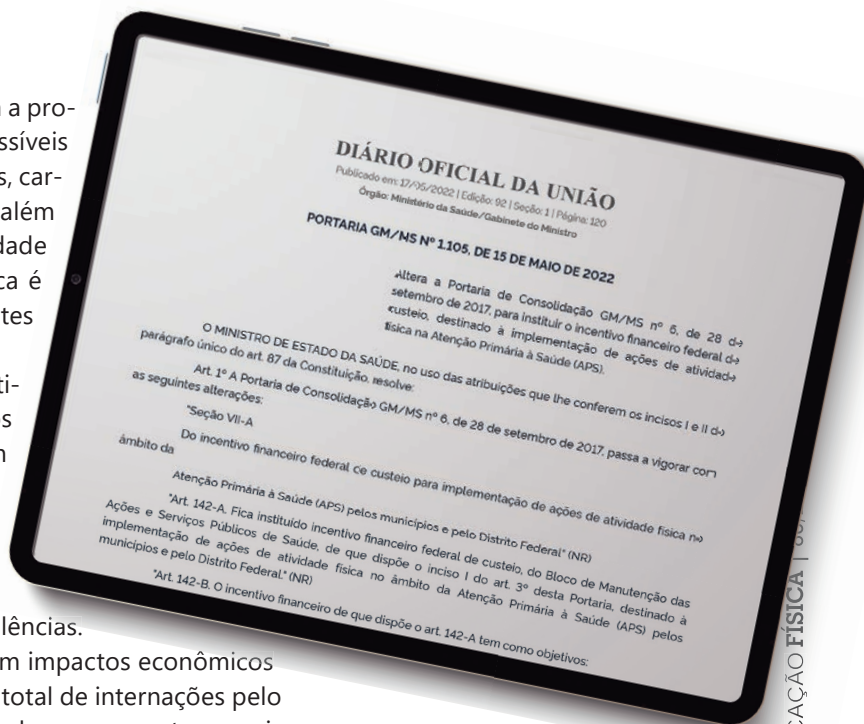 a pro-
ssíveis
s, car-
além
dade
ca é
tes
ti-
s
lências.
m impactos econômicos
total de internações pelo
DIÁRIO OFICIAL DA UNIÃO
Publicado em: 17/05/2022 | Edição: 92 | Seção: 1 | Página: 120
Órgão: Ministério da Saúde/Gabinete do Ministro
PORTARIA GM/MS Nº 1.105, DE 15 DE MAIO DE 2022
Altera a Portaria de Consolidação GM/MS nº 6, de 28 de
setembro de 2017, para instituir o incentivo financeiro federal de
custeio, destinado à implementação de ações de atividade
física na Atenção Primária à Saúde (APS).
O MINISTRO DE ESTADO DA SAÚDE, no uso das atribuições que lhe conferem os incisos I e II do
parágrafo único do art. 87 da Constituição, resolve:
Art. 1º A Portaria de Consolidação GM/MS nº 6, de 28 de setembro de 2017, passa a vigorar com
as seguintes alterações:
"Seção VII-A
Do incentivo financeiro federal de custeio para implementação de ações de atividade física no
âmbito da
Atenção Primária à Saúde (APS) pelos municípios e pelo Distrito Federal" (NR)
"Art. 142-A. Fica instituído incentivo financeiro federal de custeio, do Bloco de Manutenção das
Ações e Serviços Públicos de Saúde, de que dispõe o inciso I do art. 3º desta Portaria, destinado à
implementação de ações de atividade física no âmbito da Atenção Primária à Saúde (APS) pelos
municípios e pelo Distrito Federal." (NR)
"Art. 142-B. O incentivo financeiro de que dispõe o art. 142-A tem como objetivos:
CAÇÃO FÍSICA |